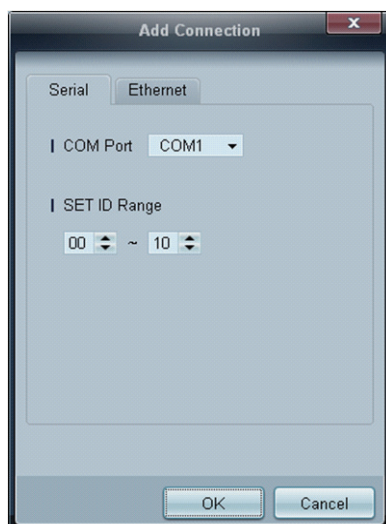 Add Connection
Serial Ethernet
COM Port COM1
SET ID Range
00 ~ 10
OK Cancel